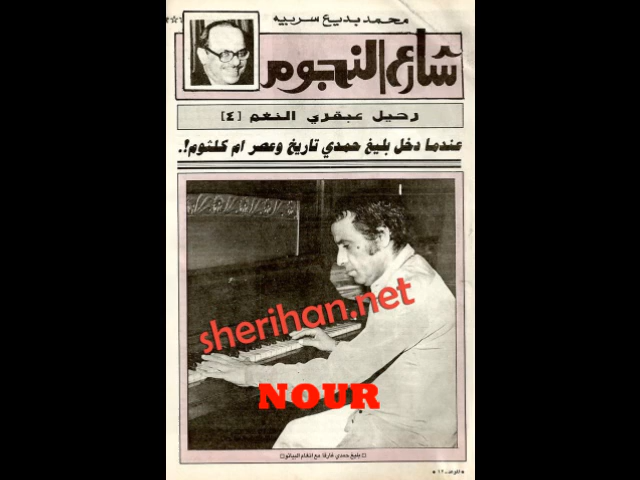 محمد بديع سربيه
شارع النجوم
رحيل عبقري النغم [٤]
عندما دخل بليغ حمدي تاريخ وعصر ام كلثوم!.
sherihan.net
NOUR
□ بليغ حمدي غارقا مع انغام البيانو □